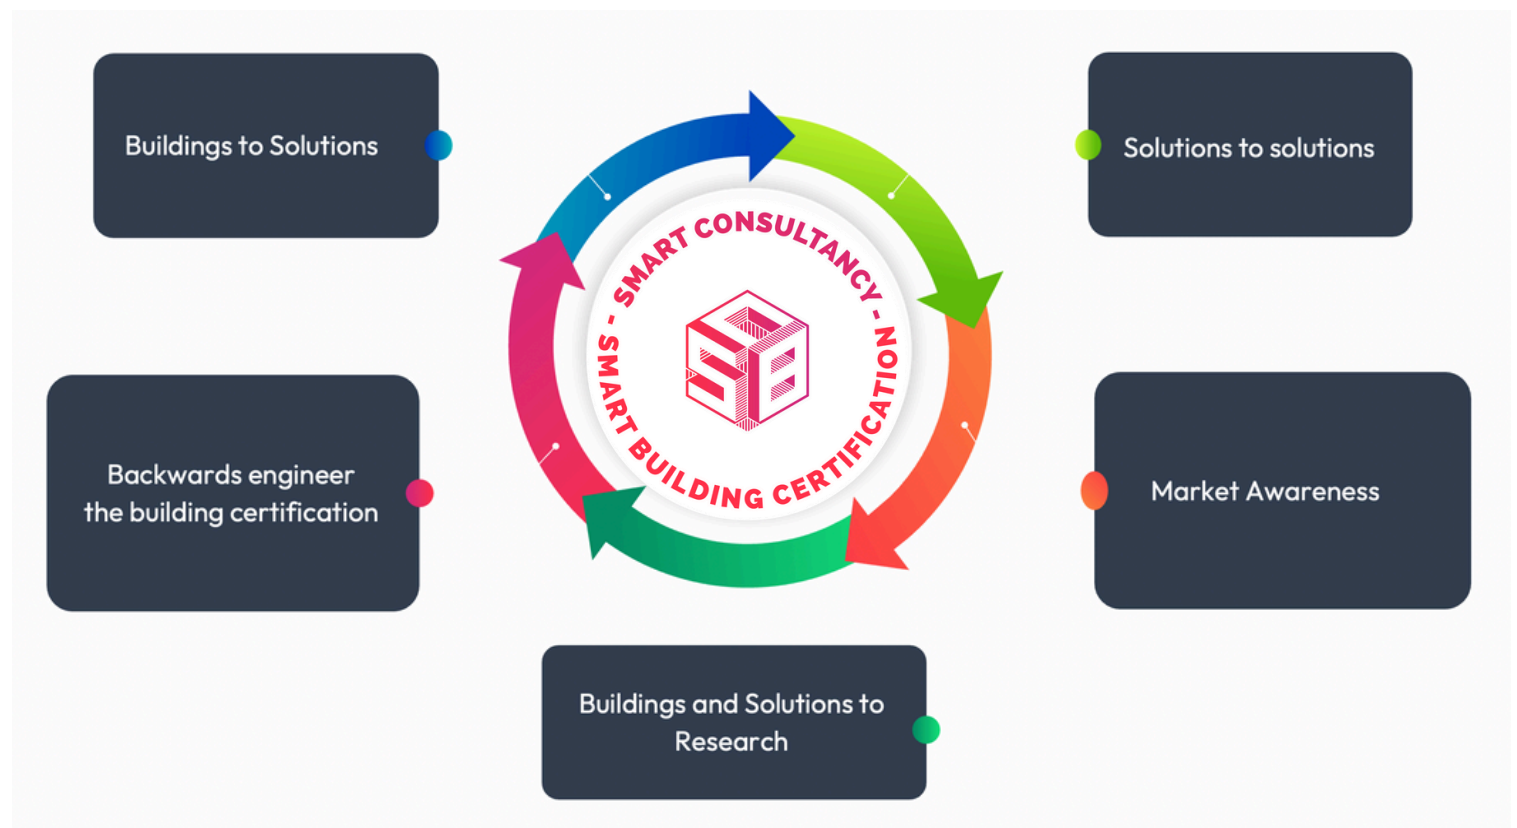 Buildings to Solutions
Solutions to solutions
SMART CONSULTANCY -
SMART BUILDING CERTIFICATION -
SBC
Backwards engineer
the building certification
Market Awareness
Buildings and Solutions to
Research